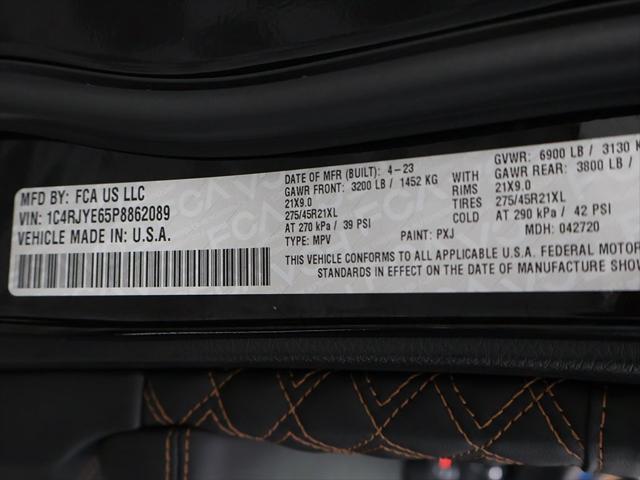 MFD BY: FCA US LLC
VIN: 1C4RJYE65P8862089
VEHICLE MADE IN: U.S.A.
DATE OF MFR (BUILT): 4-23
GAWR FRONT: 3200 LB / 1452 KG
21X9.0
275/45R21XL
AT 270 kPa / 39 PSI
TYPE: MPV
PAINT: PXJ
WITH
RIMS
TIRES
COLD
GVWR: 6900 LB / 3130 K
GAWR REAR: 3800 LB /
21X9.0
275/45R21XL
AT 290 kPa / 42 PSI
MDH: 042720
THIS VEHICLE CONFORMS TO ALL APPLICABLE U.S.A. FEDERAL MOTOR
STANDARDS IN EFFECT ON THE DATE OF MANUFACTURE SHOW